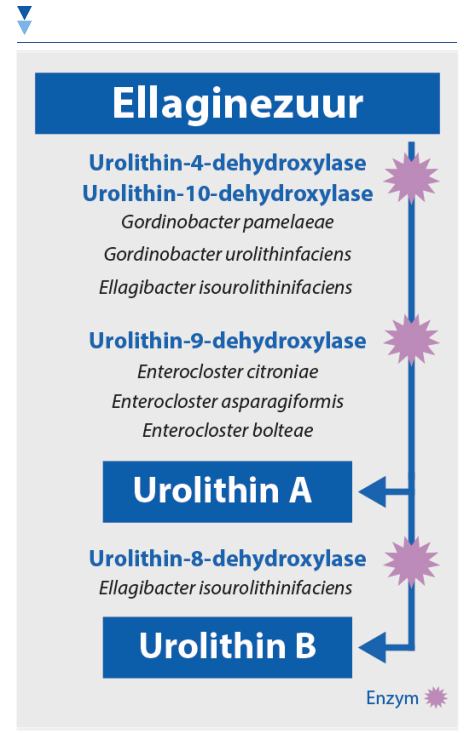 Ellaginezuur
Urolithin-4-dehydroxylase
Urolithin-10-dehydroxylase
Gordinobacter pamelaeae
Gordinobacter urolithinfaciens
Ellagibacter isourolithinifaciens
Urolithin-9-dehydroxylase
Enterocloster citroniae
Enterocloster asparagiformis
Enterocloster bolteae
Urolithin A
Urolithin-8-dehydroxylase
Ellagibacter isourolithinifaciens
Urolithin B
Enzym